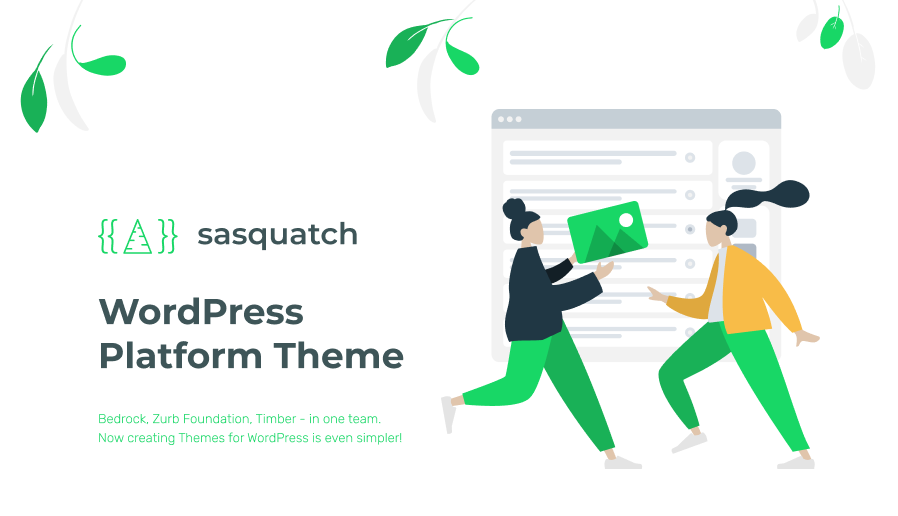 {{ }} sasquatch
WordPress
Platform Theme
Bedrock, Zurb Foundation, Timber - in one team.
Now creating Themes for WordPress is even simpler!